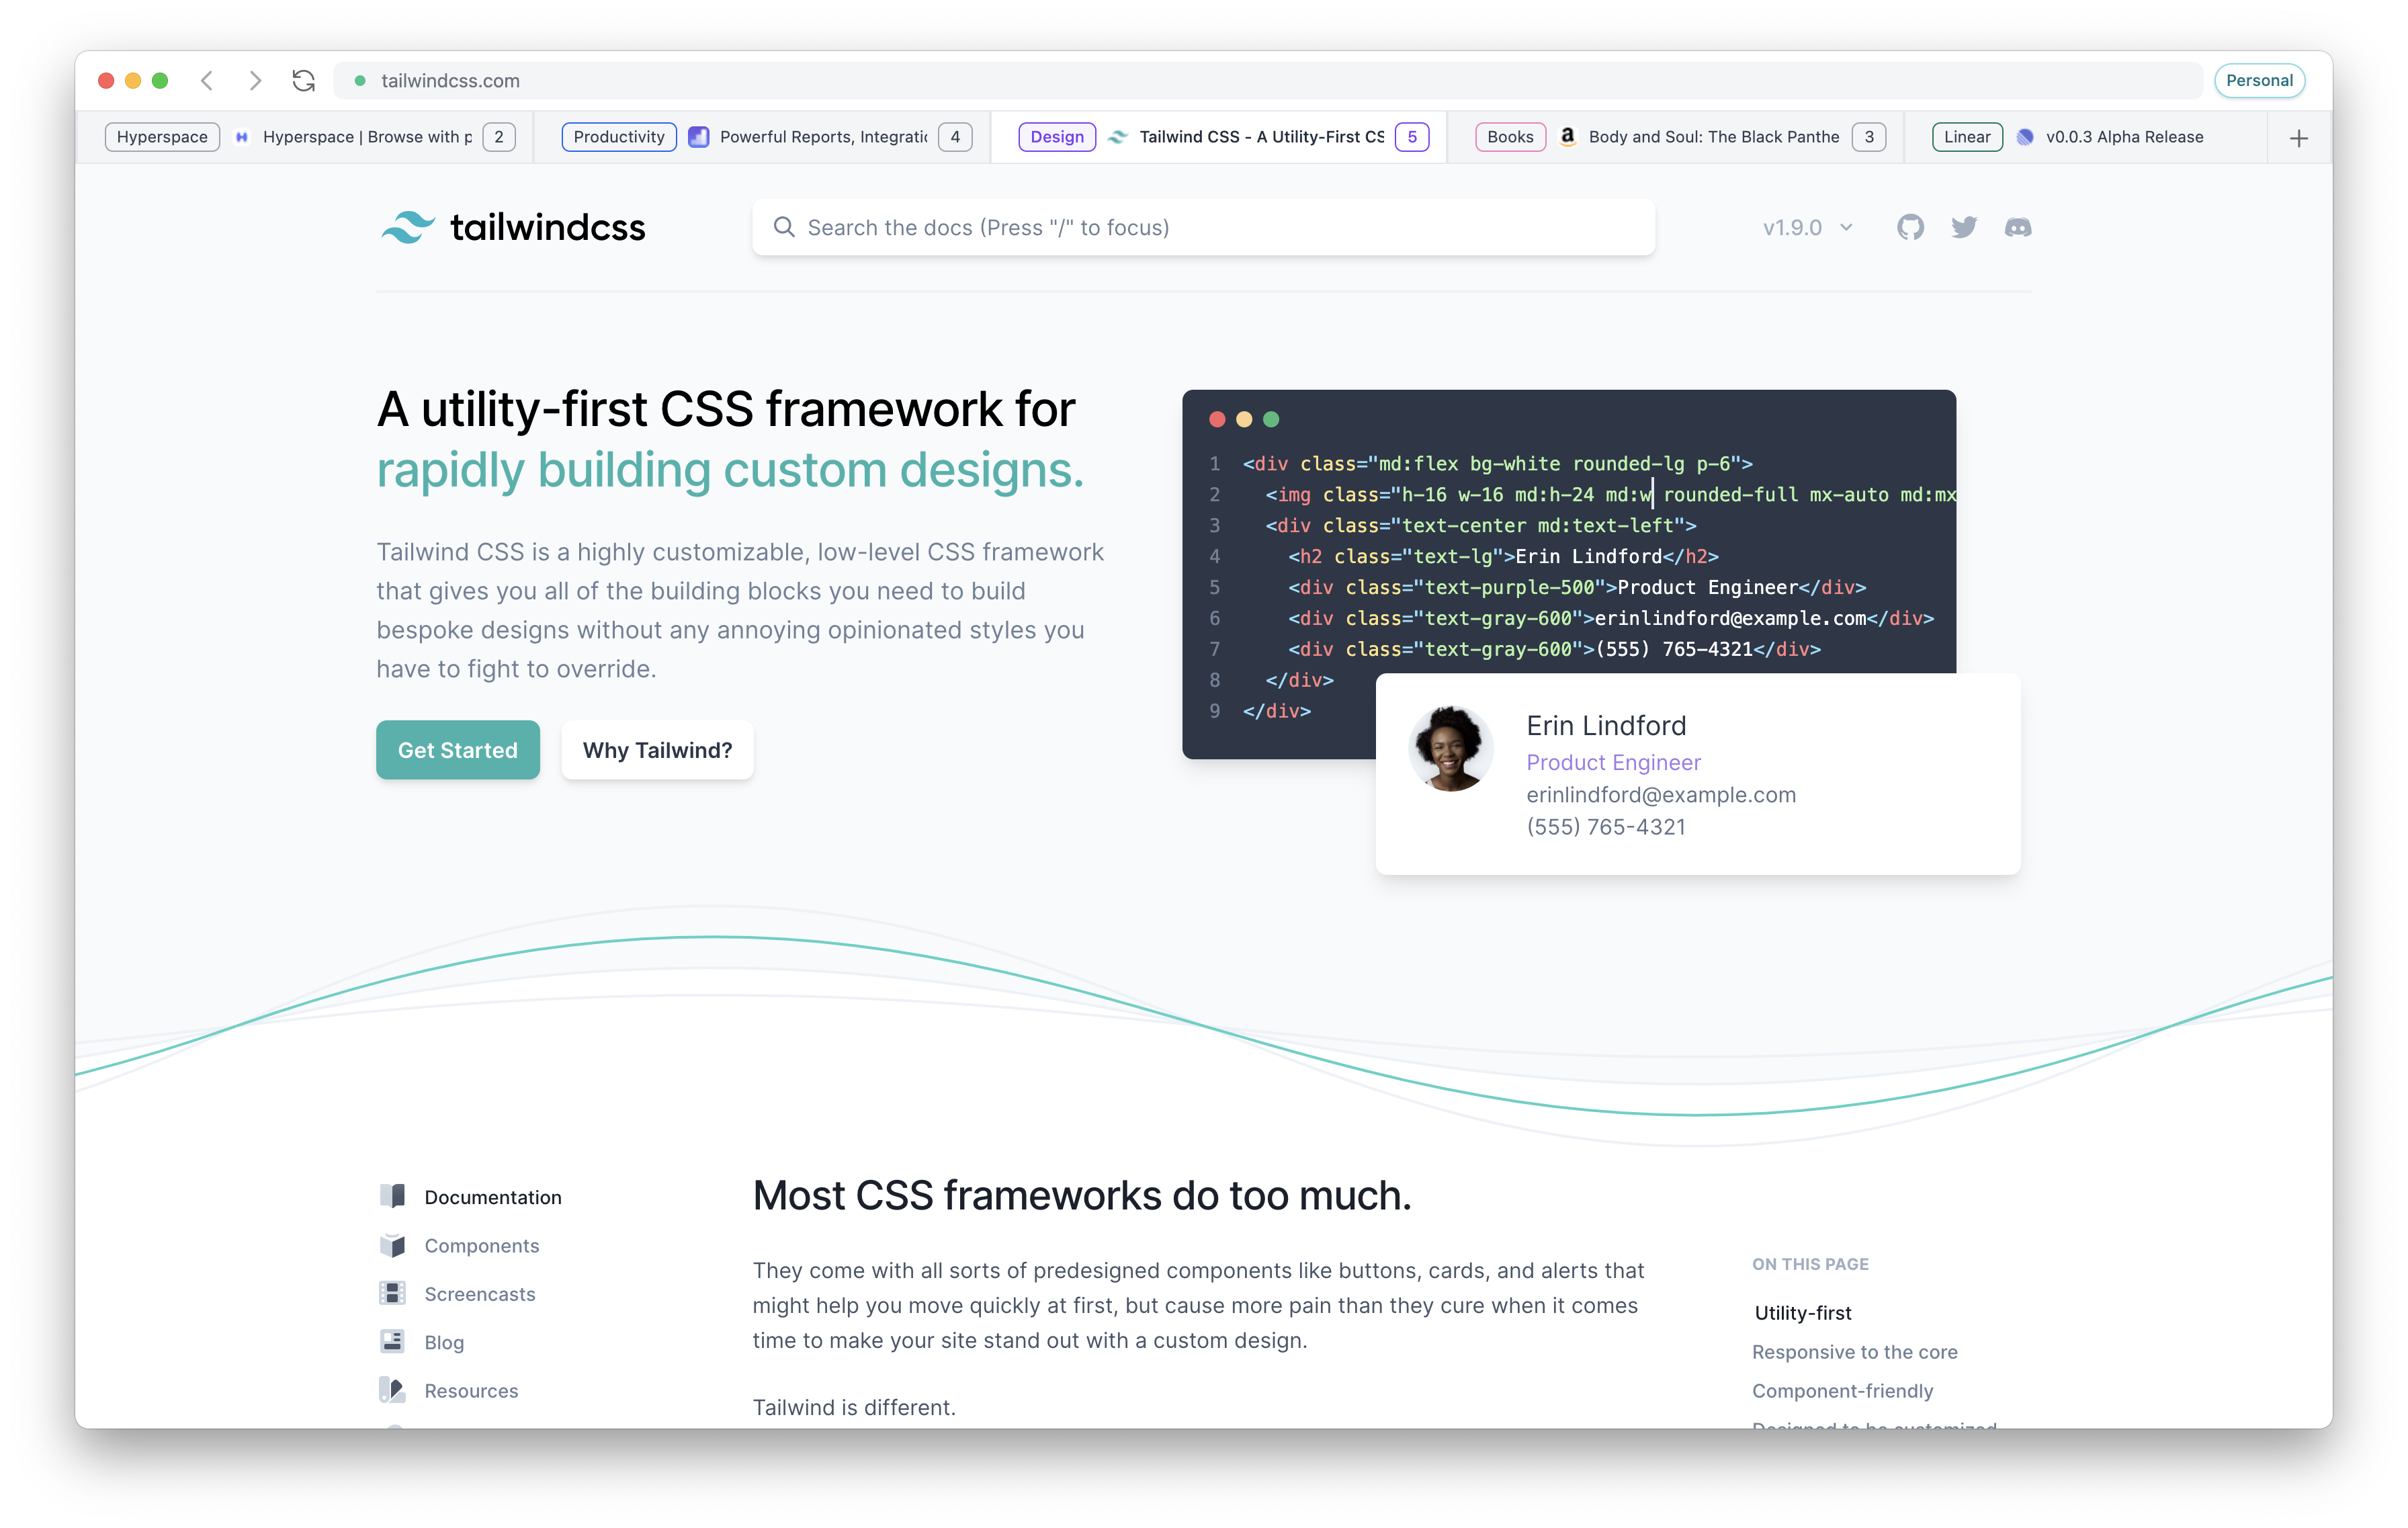 tailwindcss.com
Personal
Hyperspace Hyperspace | Browse with p 2
Productivity Powerful Reports, Integratio 4
Design Tailwind CSS - A Utility-First CS 5
Books Body and Soul: The Black Panthe 3
Linear v0.0.3 Alpha Release
tailwindcss
Search the docs (Press "/" to focus)
v1.9.0
A utility-first CSS framework for
rapidly building custom designs.
Tailwind CSS is a highly customizable, low-level CSS framework
that gives you all of the building blocks you need to build
bespoke designs without any annoying opinionated styles you
have to fight to override.
Get Started
Why Tailwind?
1 <div class="md:flex bg-white rounded-lg p-6">
2 <img class="h-16 w-16 md:h-24 md:w rounded-full mx-auto md:mx
3 <div class="text-center md:text-left">
4 <h2 class="text-lg">Erin Lindford</h2>
5 <div class="text-purple-500">Product Engineer</div>
6 <div class="text-gray-600">erinlindford@example.com</div>
7 <div class="text-gray-600">(555) 765-4321</div>
8 </div>
9 </div>
Erin Lindford
Product Engineer
erinlindford@example.com
(555) 765-4321
Documentation
Components
Screencasts
Blog
Resources
Most CSS frameworks do too much.
They come with all sorts of predesigned components like buttons, cards, and alerts that
might help you move quickly at first, but cause more pain than they cure when it comes
time to make your site stand out with a custom design.
Tailwind is different.
ON THIS PAGE
Utility-first
Responsive to the core
Component-friendly
Designed to be customized